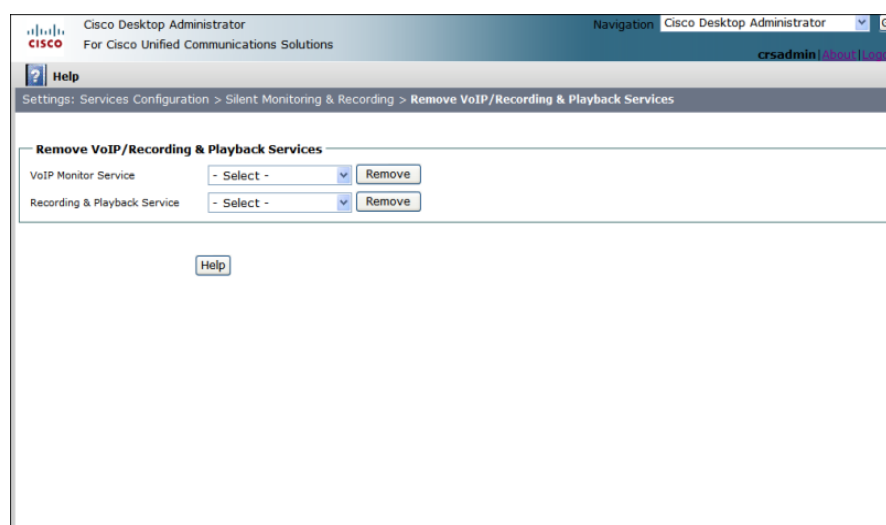 Cisco Desktop Administrator
For Cisco Unified Communications Solutions
CISCO
Navigation Cisco Desktop Administrator
crsadmin|About|Logo
? Help
Settings: Services Configuration > Silent Monitoring & Recording > Remove VoIP/Recording & Playback Services
Remove VoIP/Recording & Playback Services
VoIP Monitor Service - Select - Remove
Recording & Playback Service - Select - Remove
Help